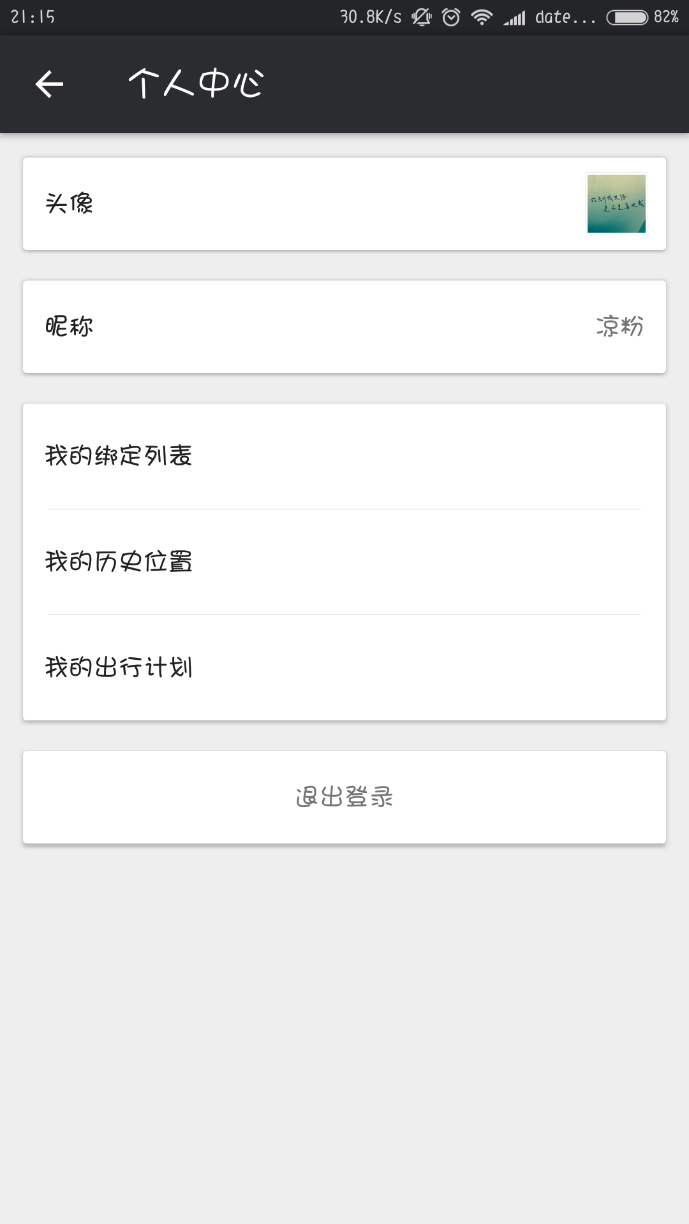 21:15 30.8K/s date... 82%
个人中心
头像
昵称 凉粉
我的绑定列表
我的历史位置
我的出行计划
退出登录